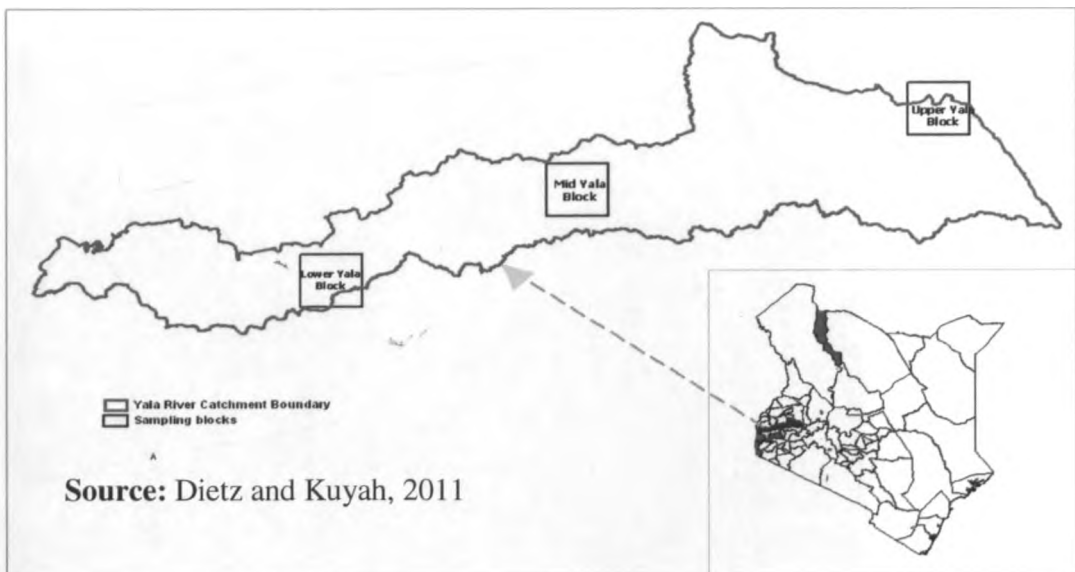 Upper Yala
Block
Mid Yala
Block
Lower Yala
Block
Yala River Catchment Boundary
Sampling blocks
A
Source: Dietz and Kuyah, 2011